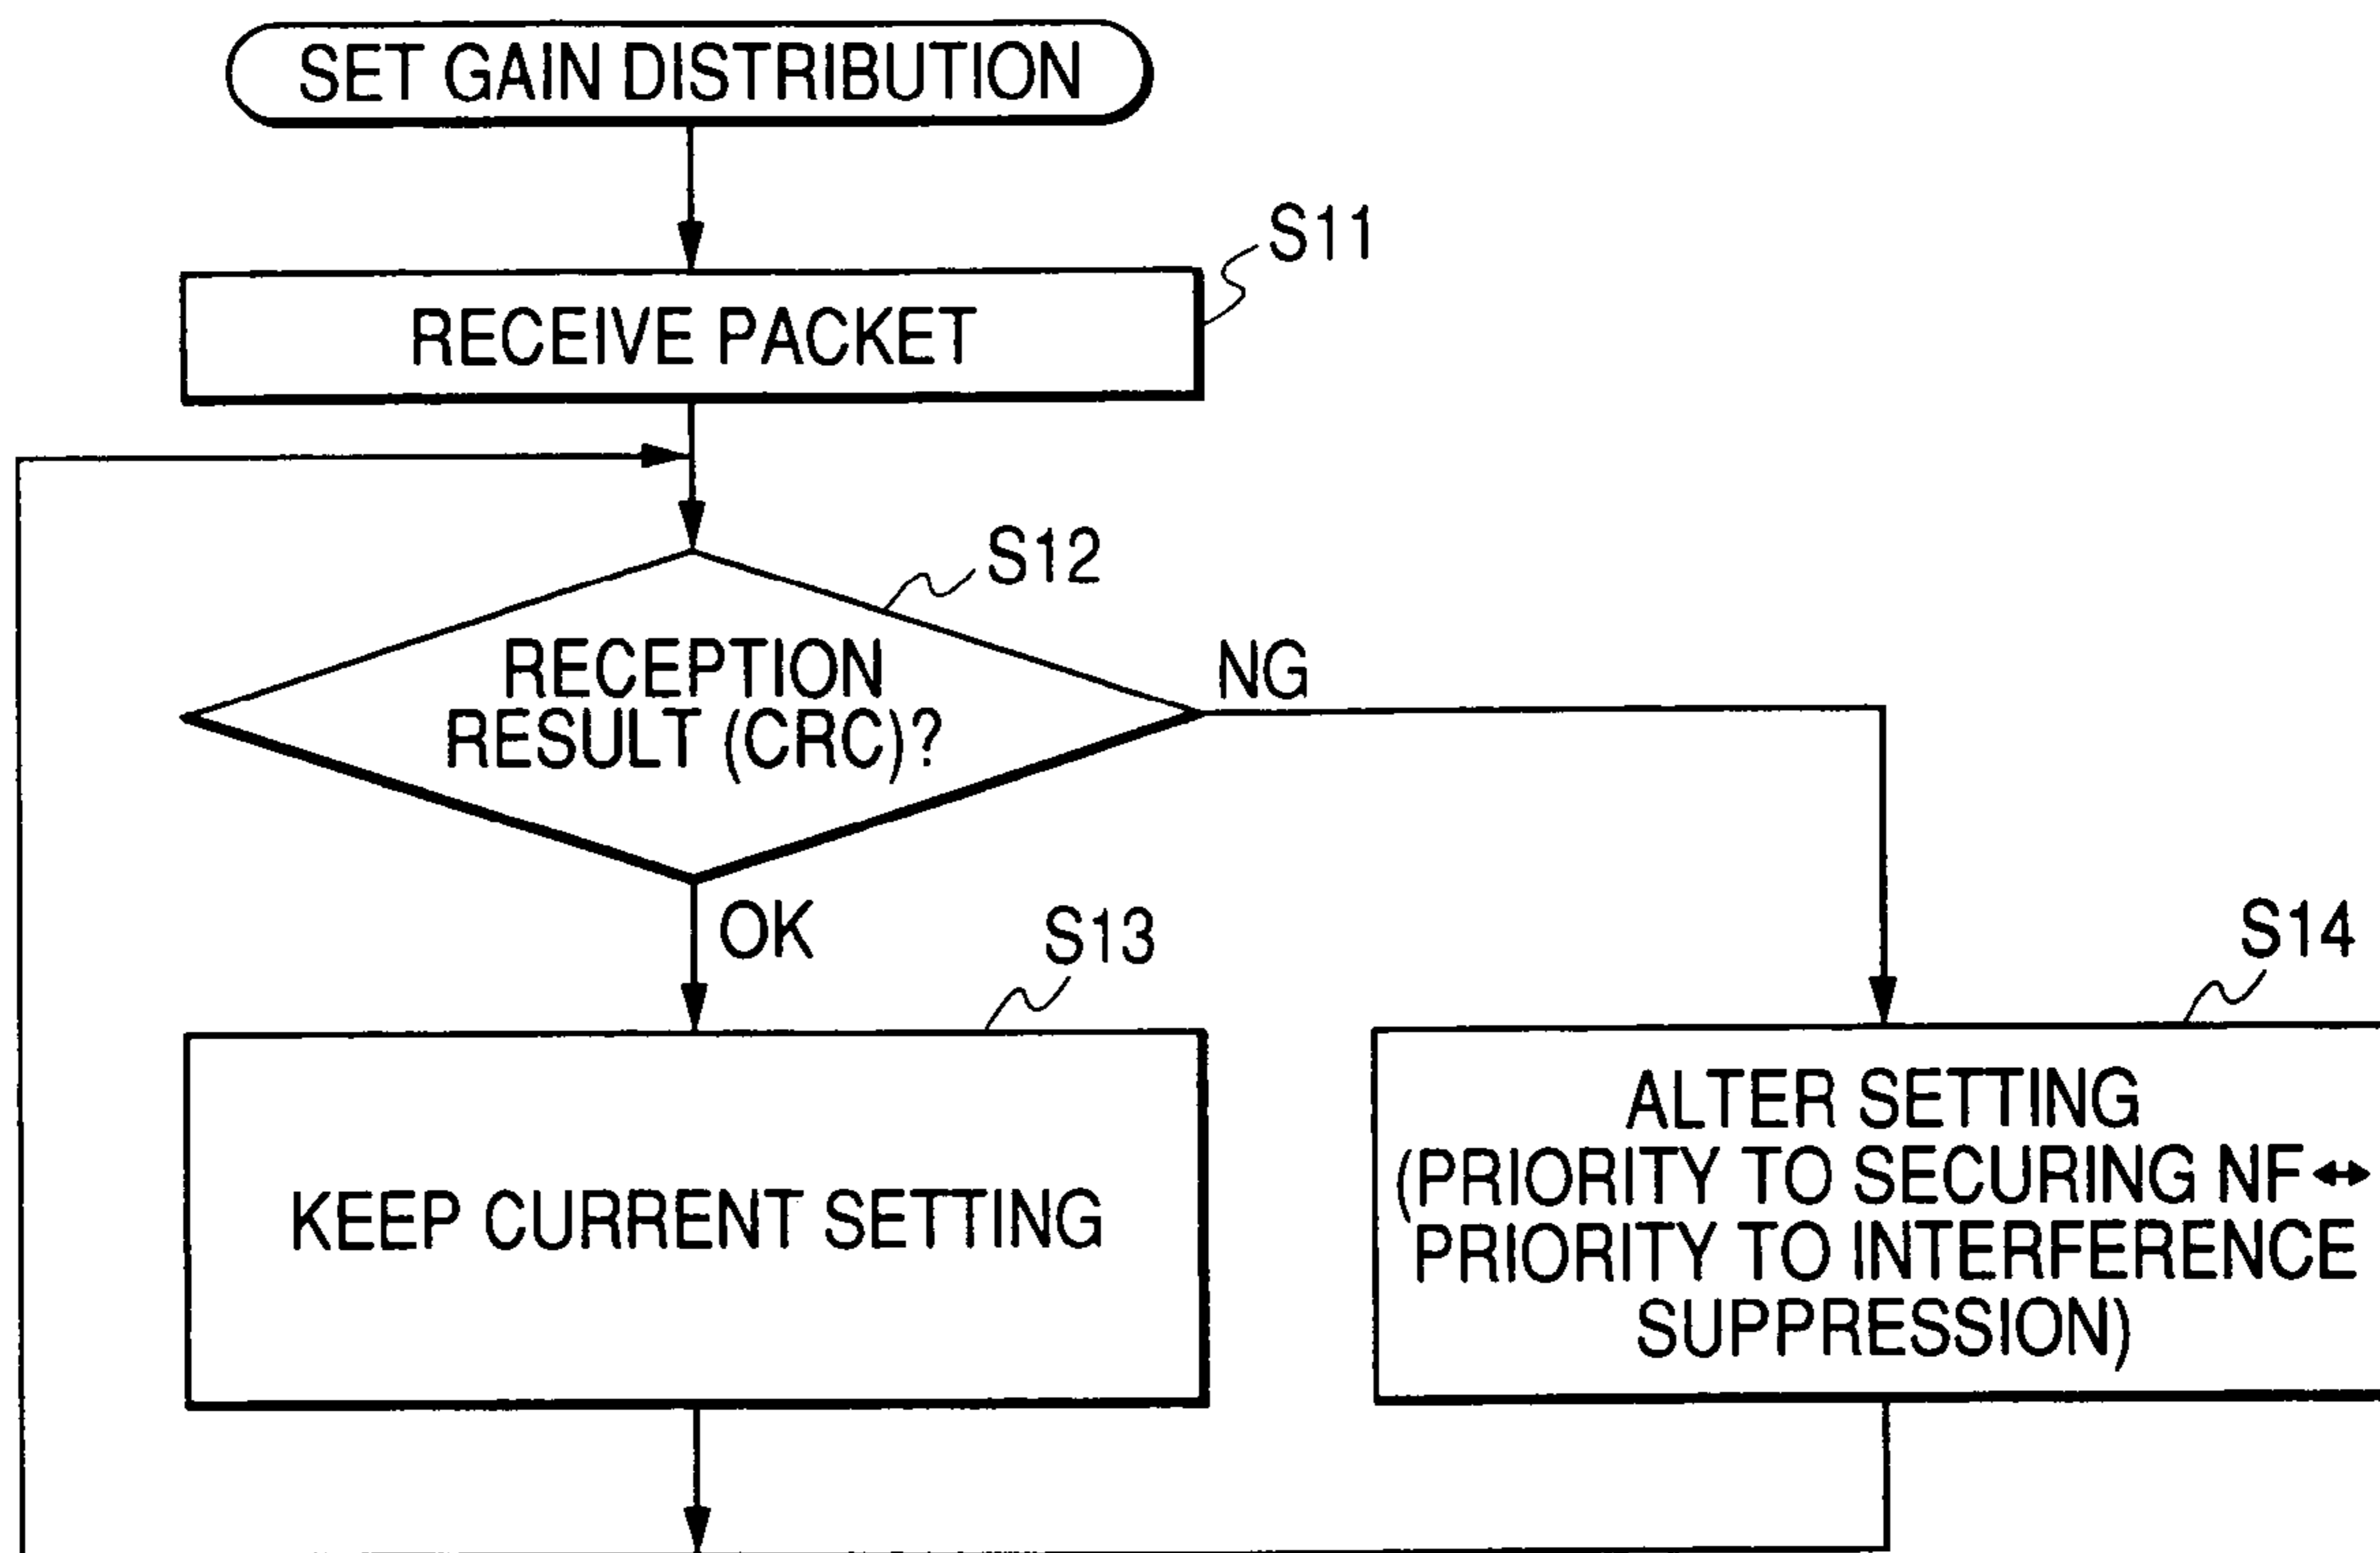 SET GAIN DISTRIBUTION
S11
RECEIVE PACKET
S12
RECEPTION
RESULT (CRC)?
NG
OK
S13
S14
KEEP CURRENT SETTING
ALTER SETTING
(PRIORITY TO SECURING NF↔
PRIORITY TO INTERFERENCE
SUPPRESSION)